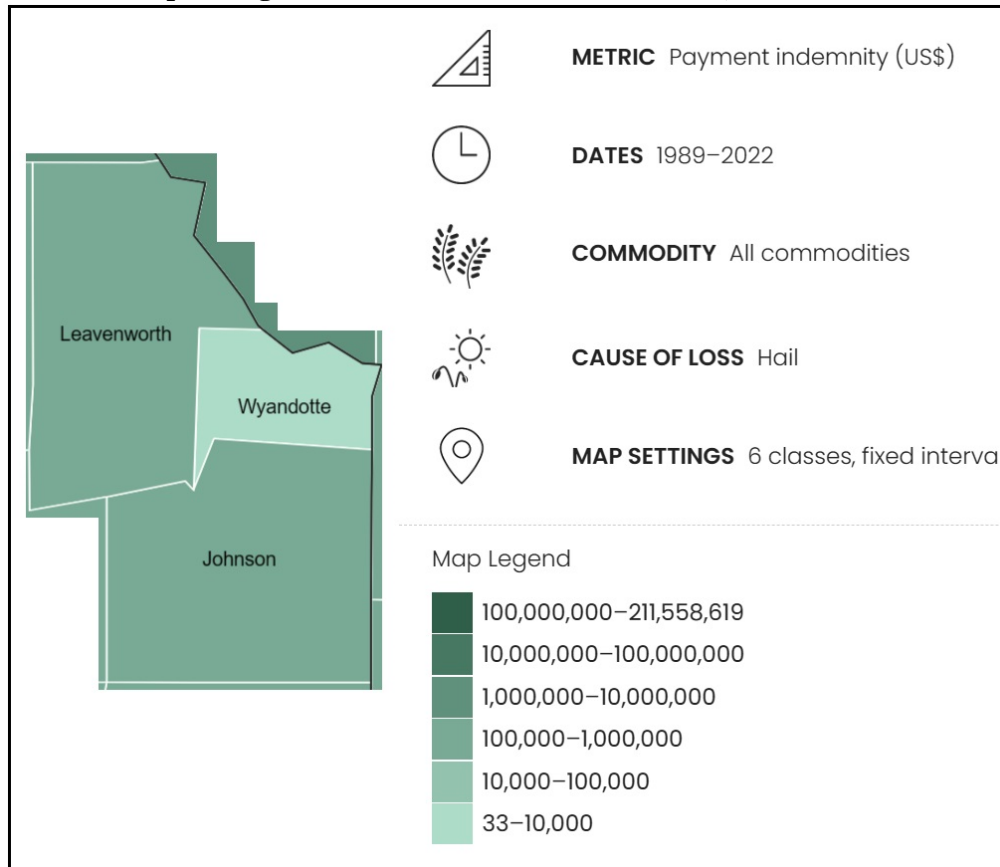 METRIC Payment indemnity (US$)
DATES 1989–2022
COMMODITY All commodities
CAUSE OF LOSS Hail
MAP SETTINGS 6 classes, fixed interva
Leavenworth
Wyandotte
Johnson
Map Legend
100,000,000–211,558,619
10,000,000–100,000,000
1,000,000–10,000,000
100,000–1,000,000
10,000–100,000
33–10,000